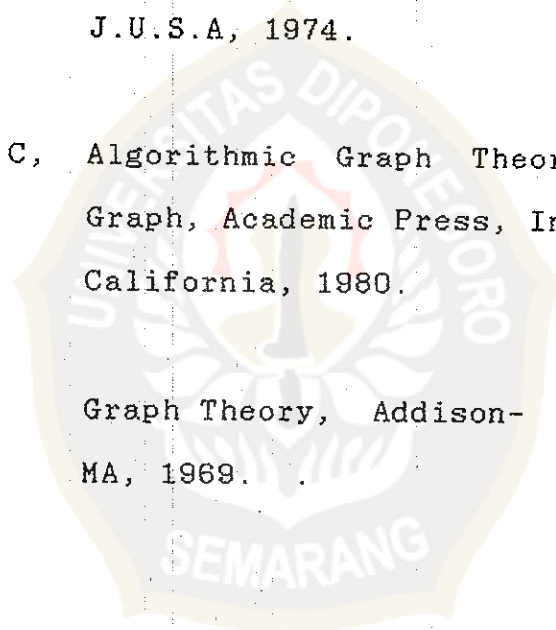 J.U.S.A, 1974.
C, Algorithmic Graph Theor
Graph, Academic Press, In
California, 1980.
Graph Theory, Addison-
MA, 1969. .
UNIVERSITAS DIPONEGORO
SEMARANG